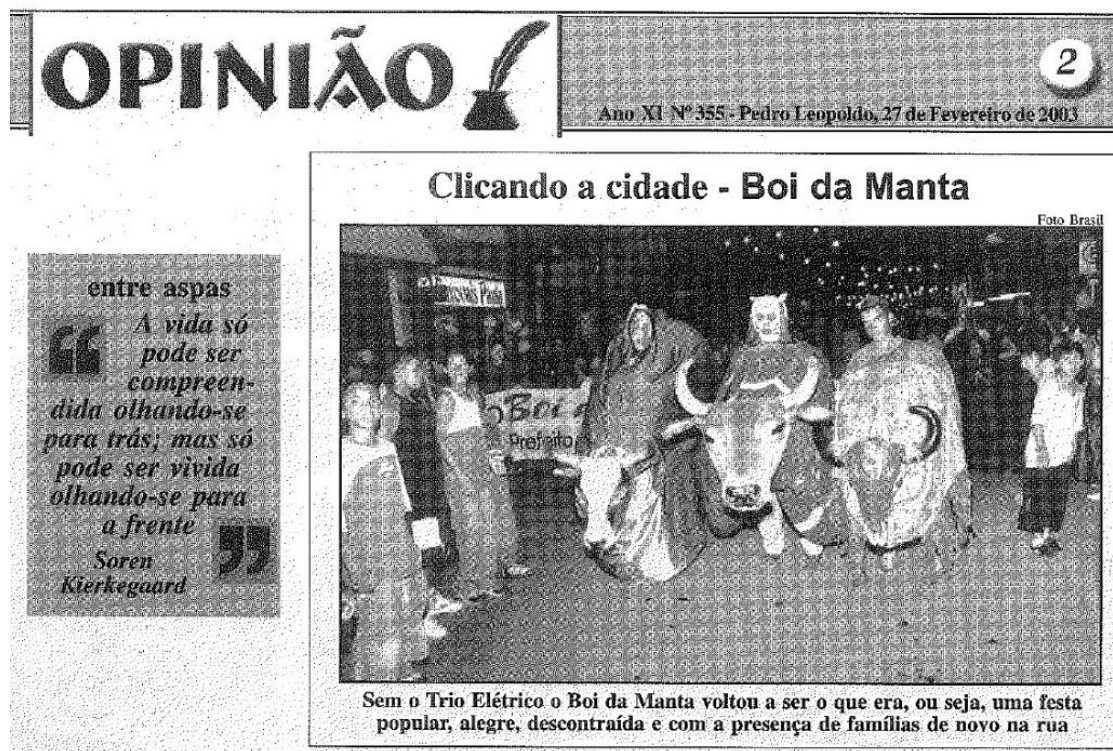 OPINIÃO
2
Ano XI Nº 355 - Pedro Leopoldo, 27 de Fevereiro de 2003
Clicando a cidade - Boi da Manta
Foto Brasil
entre aspas
“ A vida só
pode ser
compreen-
dida olhando-se
para trás; mas só
pode ser vivida
olhando-se para
a frente ”
Soren
Kierkegaard
Boi
Prefeito
Sem o Trio Elétrico o Boi da Manta voltou a ser o que era, ou seja, uma festa
popular, alegre, descontraída e com a presença de famílias de novo na rua